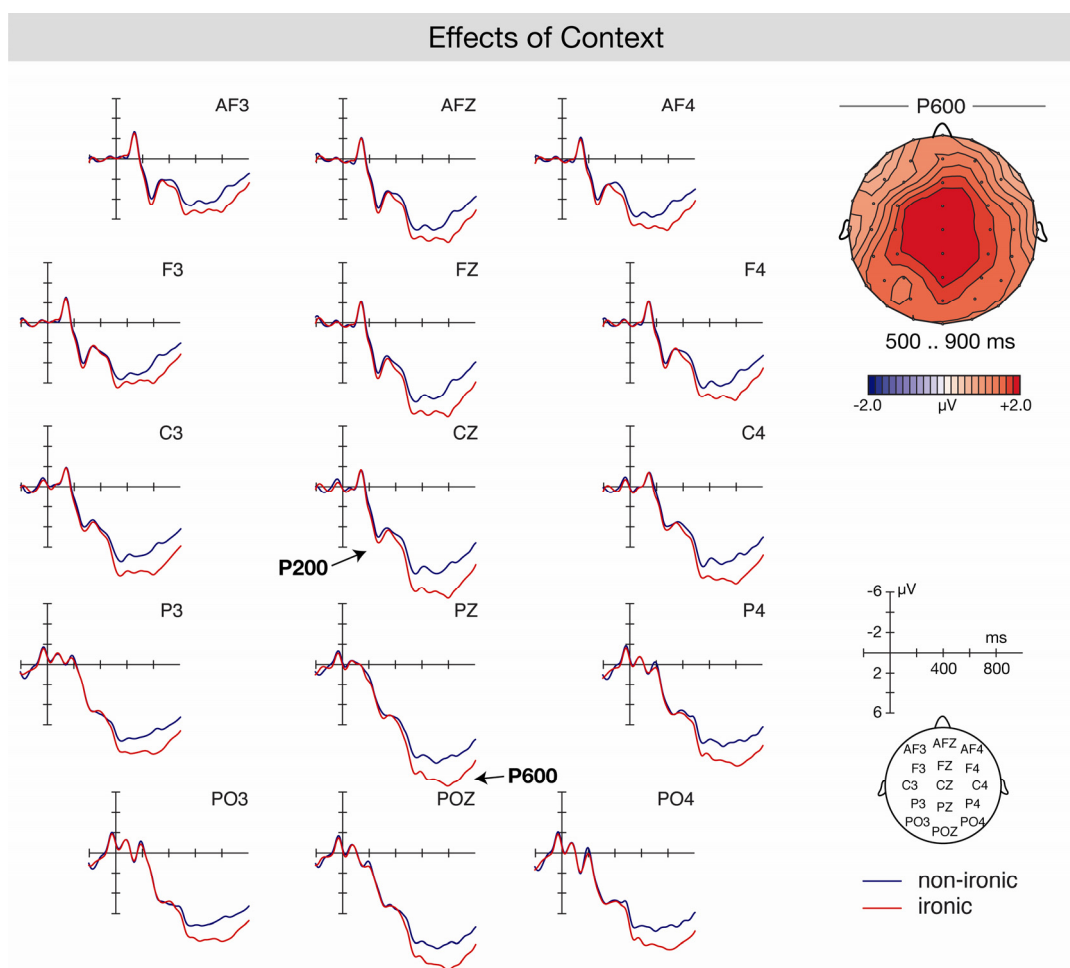 Effects of Context
AF3 AFZ AF4
P600
F3 FZ F4
500 .. 900 ms
-2.0 µV +2.0
C3 CZ C4
P200
P3 PZ P4
-6 µV
-2
ms
2 400 800
6
P600
PO3 POZ PO4
AF3 AFZ AF4
F3 FZ F4
C3 CZ C4
P3 PZ P4
PO3 POZ PO4
non-ironic
ironic